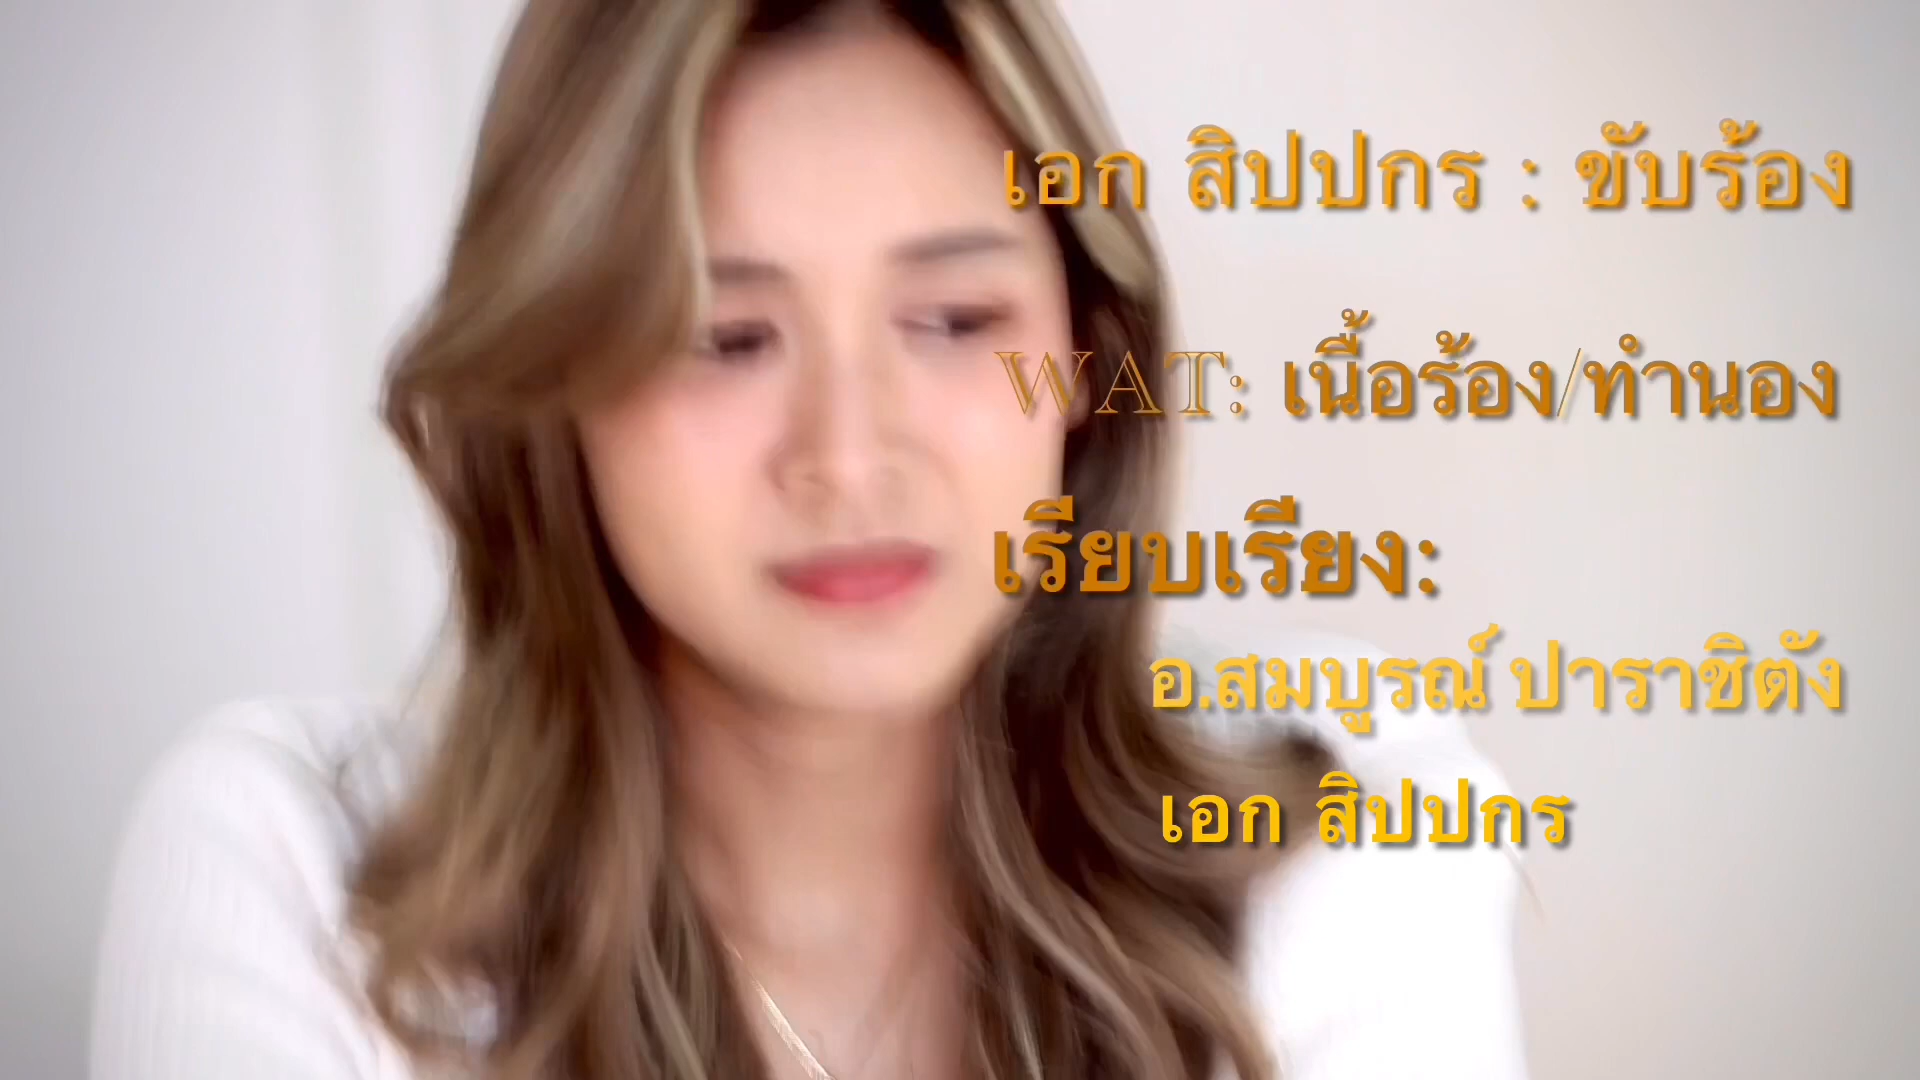 เอก สิปปกร : ขับร้อง
WAT: เนื้อร้อง/ทำนอง
เรียบเรียง:
อ.สมบูรณ์ ปาราชิตัง
เอก สิปปกร